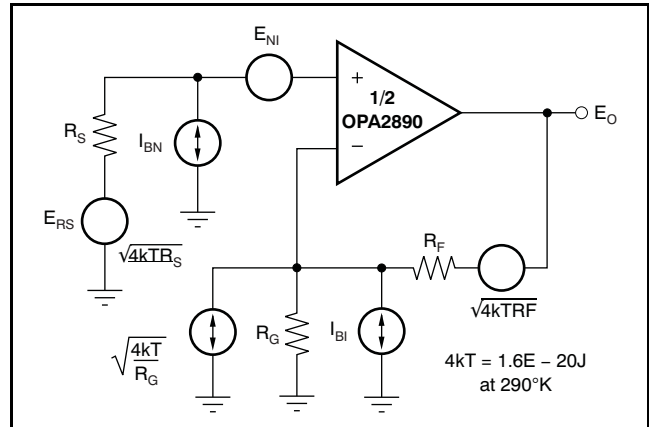 E_NI
+
1/2
OPA2890
−
E_O
R_S
I_BN
E_RS
√4kTR_S
R_F
√4kTRF
√4kT/R_G
R_G
I_BI
4kT = 1.6E − 20J
at 290°K